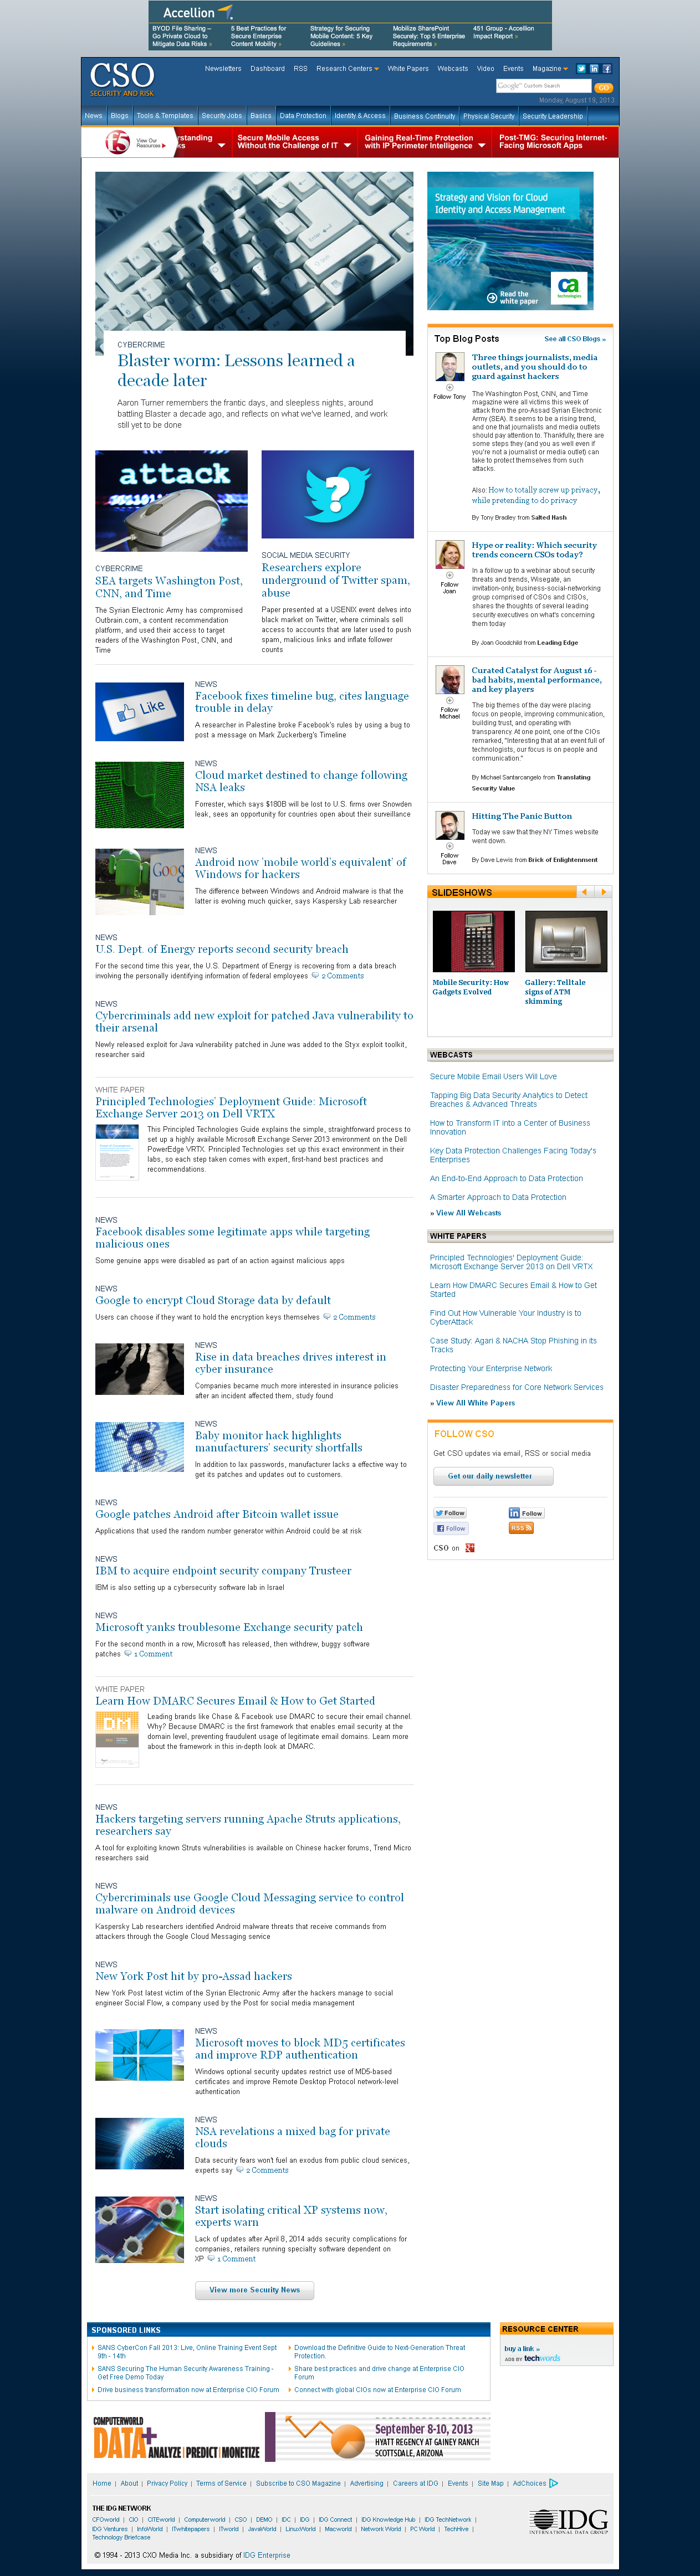 Accellion
BYOD File Sharing –
Go Private Cloud to
Mitigate Data Risks »
5 Best Practices for
Secure Enterprise
Content Mobility »
Strategy for Securing
Mobile Content: 5 Key
Guidelines »
Mobilize SharePoint
Securely: Top 5 Enterprise
Requirements »
451 Group - Accellion
Impact Report »
CSO
SECURITY AND RISK
Newsletters Dashboard RSS Research Centers White Papers Webcasts Video Events Magazine
Google Custom Search GO
Monday, August 19, 2013
News Blogs Tools & Templates Security Jobs Basics Data Protection Identity & Access Business Continuity Physical Security Security Leadership
f5
View Our
Resources
rstanding
ks
Secure Mobile Access
Without the Challenge of IT
Gaining Real-Time Protection
with IP Perimeter Intelligence
Post-TMG: Securing Internet-
Facing Microsoft Apps
CYBERCRIME
Blaster worm: Lessons learned a
decade later
Aaron Turner remembers the frantic days, and sleepless nights, around
battling Blaster a decade ago, and reflects on what we've learned, and work
still yet to be done
attack
CYBERCRIME
SEA targets Washington Post,
CNN, and Time
The Syrian Electronic Army has compromised
Outbrain.com, a content recommendation
platform, and used their access to target
readers of the Washington Post, CNN, and
Time
?
SOCIAL MEDIA SECURITY
Researchers explore
underground of Twitter spam,
abuse
Paper presented at a USENIX event delves into
black market on Twitter, where criminals sell
access to accounts that are later used to push
spam, malicious links and inflate follower
counts
Like
NEWS
Facebook fixes timeline bug, cites language
trouble in delay
A researcher in Palestine broke Facebook's rules by using a bug to
post a message on Mark Zuckerberg's Timeline
NEWS
Cloud market destined to change following
NSA leaks
Forrester, which says $180B will be lost to U.S. firms over Snowden
leak, sees an opportunity for countries open about their surveillance
Goog
NEWS
Android now 'mobile world's equivalent' of
Windows for hackers
The difference between Windows and Android malware is that the
latter is evolving much quicker, says Kaspersky Lab researcher
NEWS
U.S. Dept. of Energy reports second security breach
For the second time this year, the U.S. Department of Energy is recovering from a data breach
involving the personally identifying information of federal employees 2 Comments
NEWS
Cybercriminals add new exploit for patched Java vulnerability to
their arsenal
Newly released exploit for Java vulnerability patched in June was added to the Styx exploit toolkit,
researcher said
WHITE PAPER
Principled Technologies' Deployment Guide: Microsoft
Exchange Server 2013 on Dell VRTX
This Principled Technologies Guide explains the simple, straightforward process to
set up a highly available Microsoft Exchange Server 2013 environment on the Dell
PowerEdge VRTX. Principled Technologies set up this exact environment in their
labs, so each step taken comes with expert, first-hand best practices and
recommendations.
NEWS
Facebook disables some legitimate apps while targeting
malicious ones
Some genuine apps were disabled as part of an action against malicious apps
NEWS
Google to encrypt Cloud Storage data by default
Users can choose if they want to hold the encryption keys themselves 2 Comments
NEWS
Rise in data breaches drives interest in
cyber insurance
Companies became much more interested in insurance policies
after an incident affected them, study found
NEWS
Baby monitor hack highlights
manufacturers' security shortfalls
In addition to lax passwords, manufacturer lacks a effective way to
get its patches and updates out to customers.
NEWS
Google patches Android after Bitcoin wallet issue
Applications that used the random number generator within Android could be at risk
NEWS
IBM to acquire endpoint security company Trusteer
IBM is also setting up a cybersecurity software lab in Israel
NEWS
Microsoft yanks troublesome Exchange security patch
For the second month in a row, Microsoft has released, then withdrew, buggy software
patches 1 Comment
WHITE PAPER
Learn How DMARC Secures Email & How to Get Started
DM
Leading brands like Chase & Facebook use DMARC to secure their email channel.
Why? Because DMARC is the first framework that enables email security at the
domain level, preventing fraudulent usage of legitimate email domains. Learn more
about the framework in this in-depth look at DMARC.
NEWS
Hackers targeting servers running Apache Struts applications,
researchers say
A tool for exploiting known Struts vulnerabilities is available on Chinese hacker forums, Trend Micro
researchers said
NEWS
Cybercriminals use Google Cloud Messaging service to control
malware on Android devices
Kaspersky Lab researchers identified Android malware threats that receive commands from
attackers through the Google Cloud Messaging service
NEWS
New York Post hit by pro-Assad hackers
New York Post latest victim of the Syrian Electronic Army after the hackers manage to social
engineer Social Flow, a company used by the Post for social media management
NEWS
Microsoft moves to block MD5 certificates
and improve RDP authentication
Windows optional security updates restrict use of MD5-based
certificates and improve Remote Desktop Protocol network-level
authentication
NEWS
NSA revelations a mixed bag for private
clouds
Data security fears won't fuel an exodus from public cloud services,
experts say 2 Comments
NEWS
Start isolating critical XP systems now,
experts warn
Lack of updates after April 8, 2014 adds security complications for
companies, retailers running specialty software dependent on
XP 1 Comment
View more Security News
Strategy and Vision for Cloud
Identity and Access Management
Read the
white paper
ca
technologies
Top Blog Posts
See all CSO Blogs »
Follow Tony
Three things journalists, media
outlets, and you should do to
guard against hackers
The Washington Post, CNN, and Time
magazine were all victims this week of
attack from the pro-Assad Syrian Electronic
Army (SEA). It seems to be a rising trend,
and one that journalists and media outlets
should pay attention to. Thankfully, there are
some steps they (and you as well even if
you're not a journalist or media outlet) can
take to protect themselves from such
attacks.
Also: How to totally screw up privacy,
while pretending to do privacy
By Tony Bradley from Salted Hash
Follow
Joan
Hype or reality: Which security
trends concern CSOs today?
In a follow up to a webinar about security
threats and trends, Wisegate, an
invitation-only, business-social-networking
group comprised of CSOs and CISOs,
shares the thoughts of several leading
security executives on what's concerning
them today
By Joan Goodchild from Leading Edge
Follow
Michael
Curated Catalyst for August 16 -
bad habits, mental performance,
and key players
The big themes of the day were placing
focus on people, improving communication,
building trust, and operating with
transparency. At one point, one of the CIOs
remarked, "Interesting that at an event full of
technologists, our focus is on people and
communication."
By Michael Santarcangelo from Translating
Security Value
Follow
Dave
Hitting The Panic Button
Today we saw that they NY Times website
went down.
By Dave Lewis from Brick of Enlightenment
SLIDESHOWS
Mobile Security: How
Gadgets Evolved
Gallery: Telltale
signs of ATM
skimming
WEBCASTS
Secure Mobile Email Users Will Love
Tapping Big Data Security Analytics to Detect
Breaches & Advanced Threats
How to Transform IT into a Center of Business
Innovation
Key Data Protection Challenges Facing Today's
Enterprises
An End-to-End Approach to Data Protection
A Smarter Approach to Data Protection
» View All Webcasts
WHITE PAPERS
Principled Technologies' Deployment Guide:
Microsoft Exchange Server 2013 on Dell VRTX
Learn How DMARC Secures Email & How to Get
Started
Find Out How Vulnerable Your Industry is to
CyberAttack
Case Study: Agari & NACHA Stop Phishing in its
Tracks
Protecting Your Enterprise Network
Disaster Preparedness for Core Network Services
» View All White Papers
FOLLOW CSO
Get CSO updates via email, RSS or social media
Get our daily newsletter
Follow
Follow
Follow
RSS
CSO on
SPONSORED LINKS
SANS CyberCon Fall 2013: Live, Online Training Event Sept
9th - 14th
SANS Securing The Human Security Awareness Training -
Get Free Demo Today
Drive business transformation now at Enterprise CIO Forum
Download the Definitive Guide to Next-Generation Threat
Protection.
Share best practices and drive change at Enterprise CIO
Forum
Connect with global CIOs now at Enterprise CIO Forum
RESOURCE CENTER
buy a link »
ADS BY techwords
COMPUTERWORLD
DATA+
ANALYZE | PREDICT | MONETIZE
September 8-10, 2013
HYATT REGENCY AT GAINEY RANCH
SCOTTSDALE, ARIZONA
Home | About | Privacy Policy | Terms of Service | Subscribe to CSO Magazine | Advertising | Careers at IDG | Events | Site Map | AdChoices
THE IDG NETWORK
CFOworld | CIO | CITEworld | Computerworld | CSO | DEMO | IDC | IDG | IDG Connect | IDG Knowledge Hub | IDG TechNetwork |
IDG Ventures | InfoWorld | ITwhitepapers | ITworld | JavaWorld | LinuxWorld | Macworld | Network World | PC World | TechHive |
Technology Briefcase
IDG
INTERNATIONAL DATA GROUP
© 1994 - 2013 CXO Media Inc. a subsidiary of IDG Enterprise